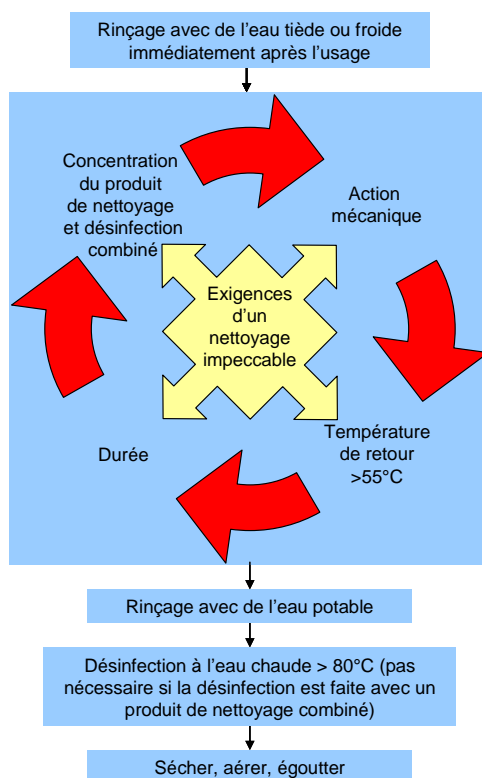 Rinçage avec de l'eau tiède ou froide
immédiatement après l'usage
Concentration
du produit
de nettoyage
et désinfection
combiné
Action
mécanique
Exigences
d'un
nettoyage
impeccable
Durée
Température
de retour
>55°C
Rinçage avec de l'eau potable
Désinfection à l'eau chaude > 80°C (pas
nécessaire si la désinfection est faite avec un
produit de nettoyage combiné)
Sécher, aérer, égoutter